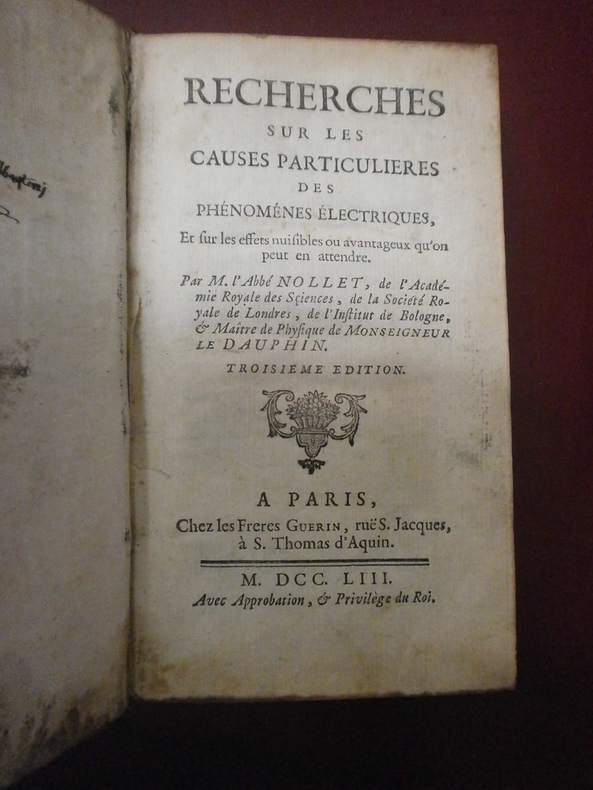 RECHERCHES
SUR LES
CAUSES PARTICULIERES
DES
PHÉNOMÉNES ÉLECTRIQUES,
Et ſur les effets nuiſibles ou avantageux qu'on
peut en attendre.
Par M. l'Abbé NOLLET, de l'Acadé-
mie Royale des Sçiences, de la Societé Ro-
yale de Londres, de l'Inſtitut de Bologne,
& Maître de Phyſique de MONSEIGNEUR
LE DAUPHIN.
TROISIEME EDITION.
A PARIS,
Chez les Freres GUERIN, ruë S. Jacques,
à S. Thomas d'Aquin.
M. DCC. LIII.
Avec Approbation, & Privilège du Roi.